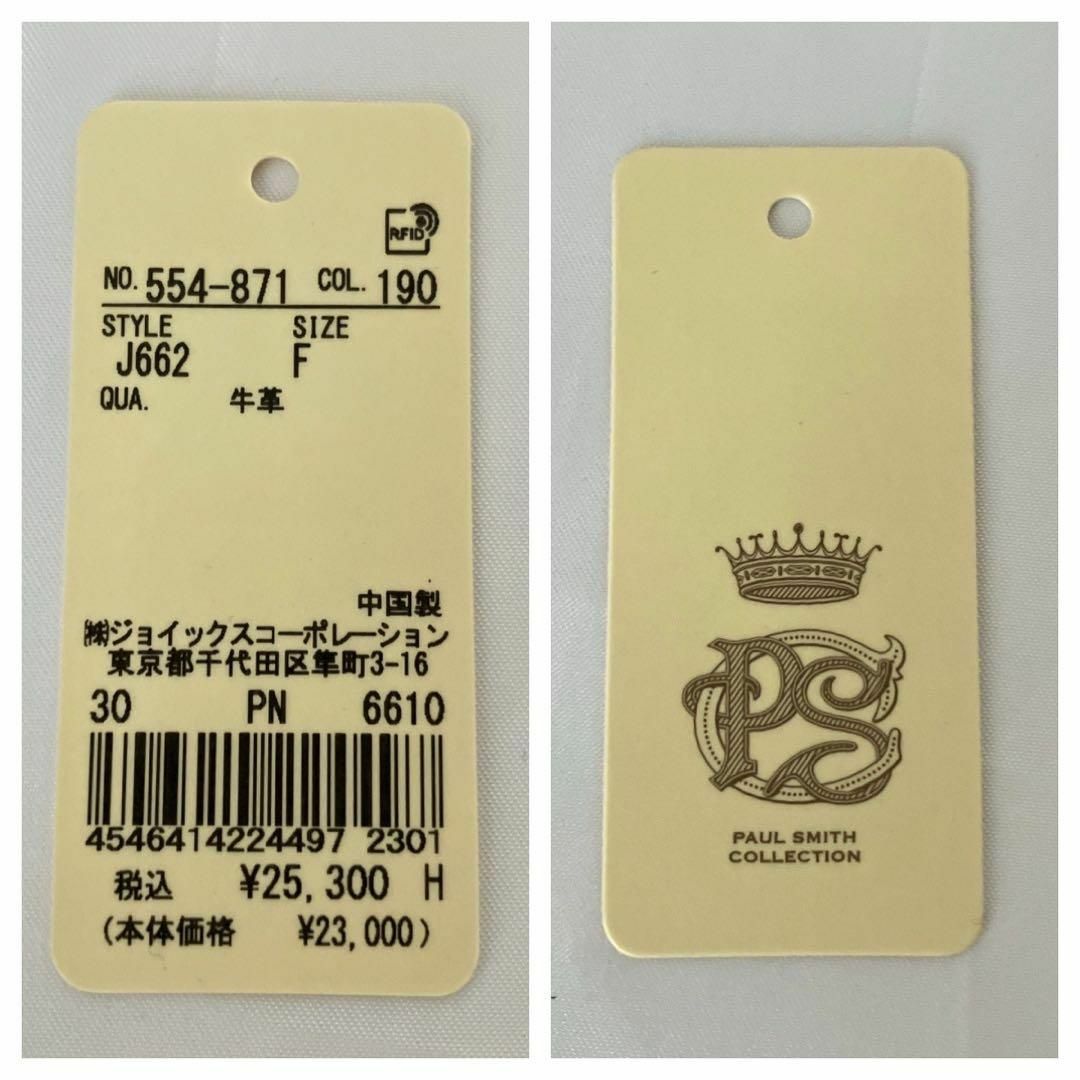 RFID
NO. 554-871 COL. 190
STYLE SIZE
J662 F
QUA. 牛革
中国製
㈱ジョイックスコーポレーション
東京都千代田区隼町3-16
30 PN 6610
4546414224497 2301
税込 ¥25,300 H
(本体価格 ¥23,000)
PS
PAUL SMITH
COLLECTION